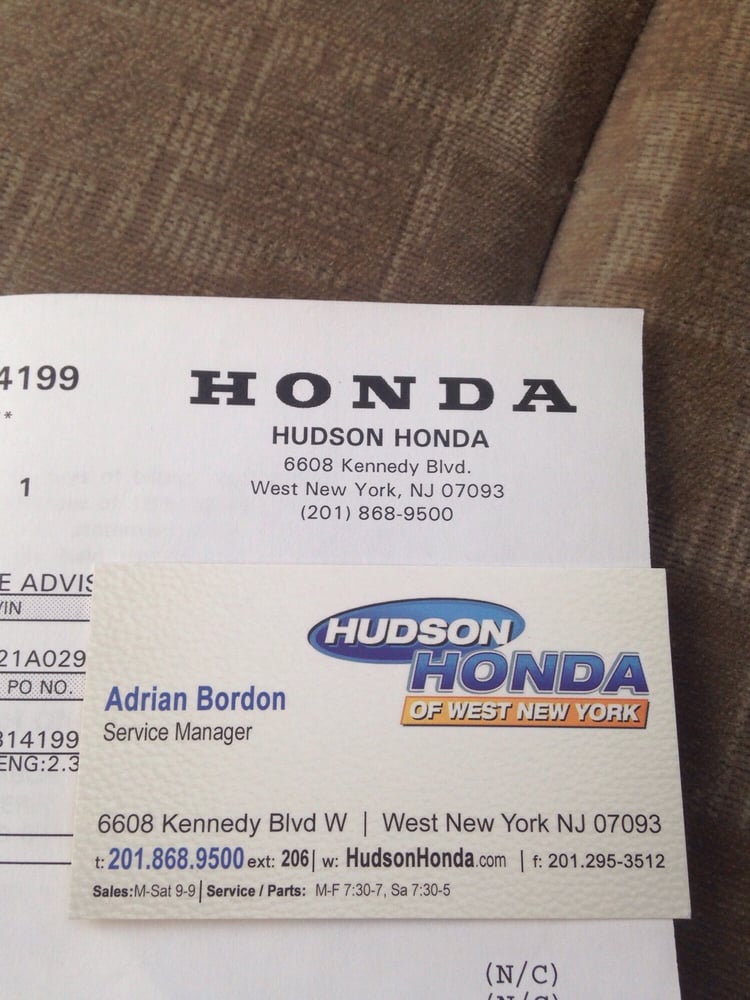 4199
HONDA
**
HUDSON HONDA
6608 Kennedy Blvd.
1
West New York, NJ 07093
(201) 868-9500
E ADVIS
VIN
21A029
PO NO.
814199
ENG:2.3
HUDSON
HONDA
OF WEST NEW YORK
Adrian Bordon
Service Manager
6608 Kennedy Blvd W | West New York NJ 07093
t: 201.868.9500 ext: 206 | w: HudsonHonda.com | f: 201.295-3512
Sales: M-Sat 9-9 | Service / Parts: M-F 7:30-7, Sa 7:30-5
(N/C)